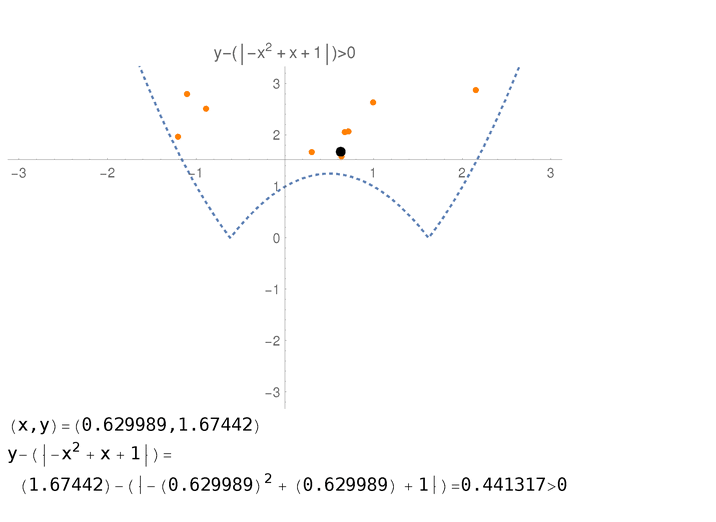 y−(|−x² + x + 1|)>0
3
2
−3 −2 −1 1 2 3
1
0
−1
−2
−3
(x,y) = (0.629989,1.67442)
y− (|−x² + x + 1|) =
(1.67442) − (|− (0.629989)² + (0.629989) + 1|)=0.441317>0